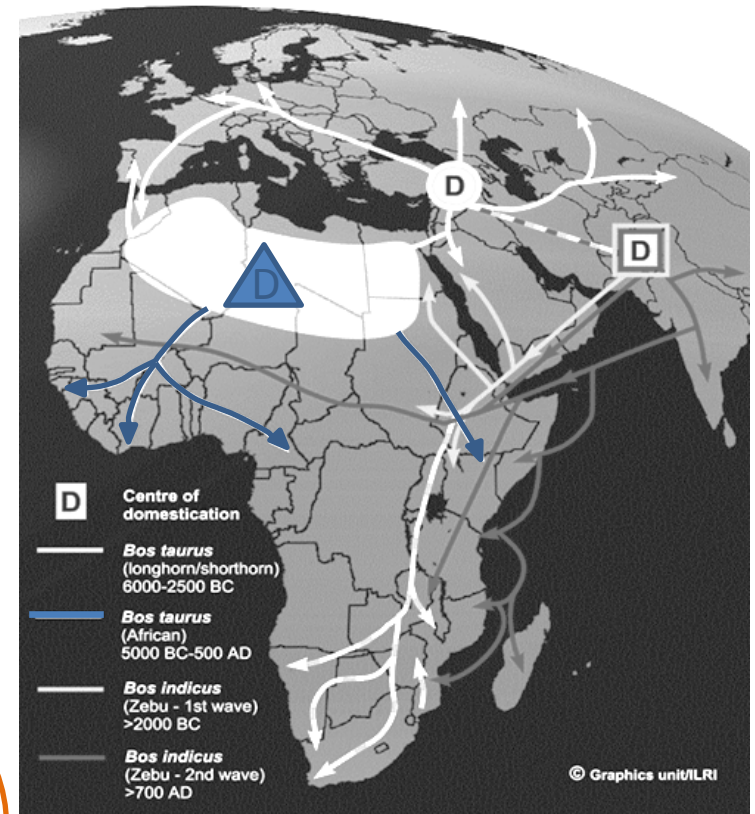 D
D
D
D
Centre of
domestication
Bos taurus
(longhorn/shorthorn)
6000-2500 BC
Bos taurus
(African)
5000 BC-500 AD
Bos indicus
(Zebu - 1st wave)
>2000 BC
Bos indicus
(Zebu - 2nd wave)
>700 AD
© Graphics unit/ILRI